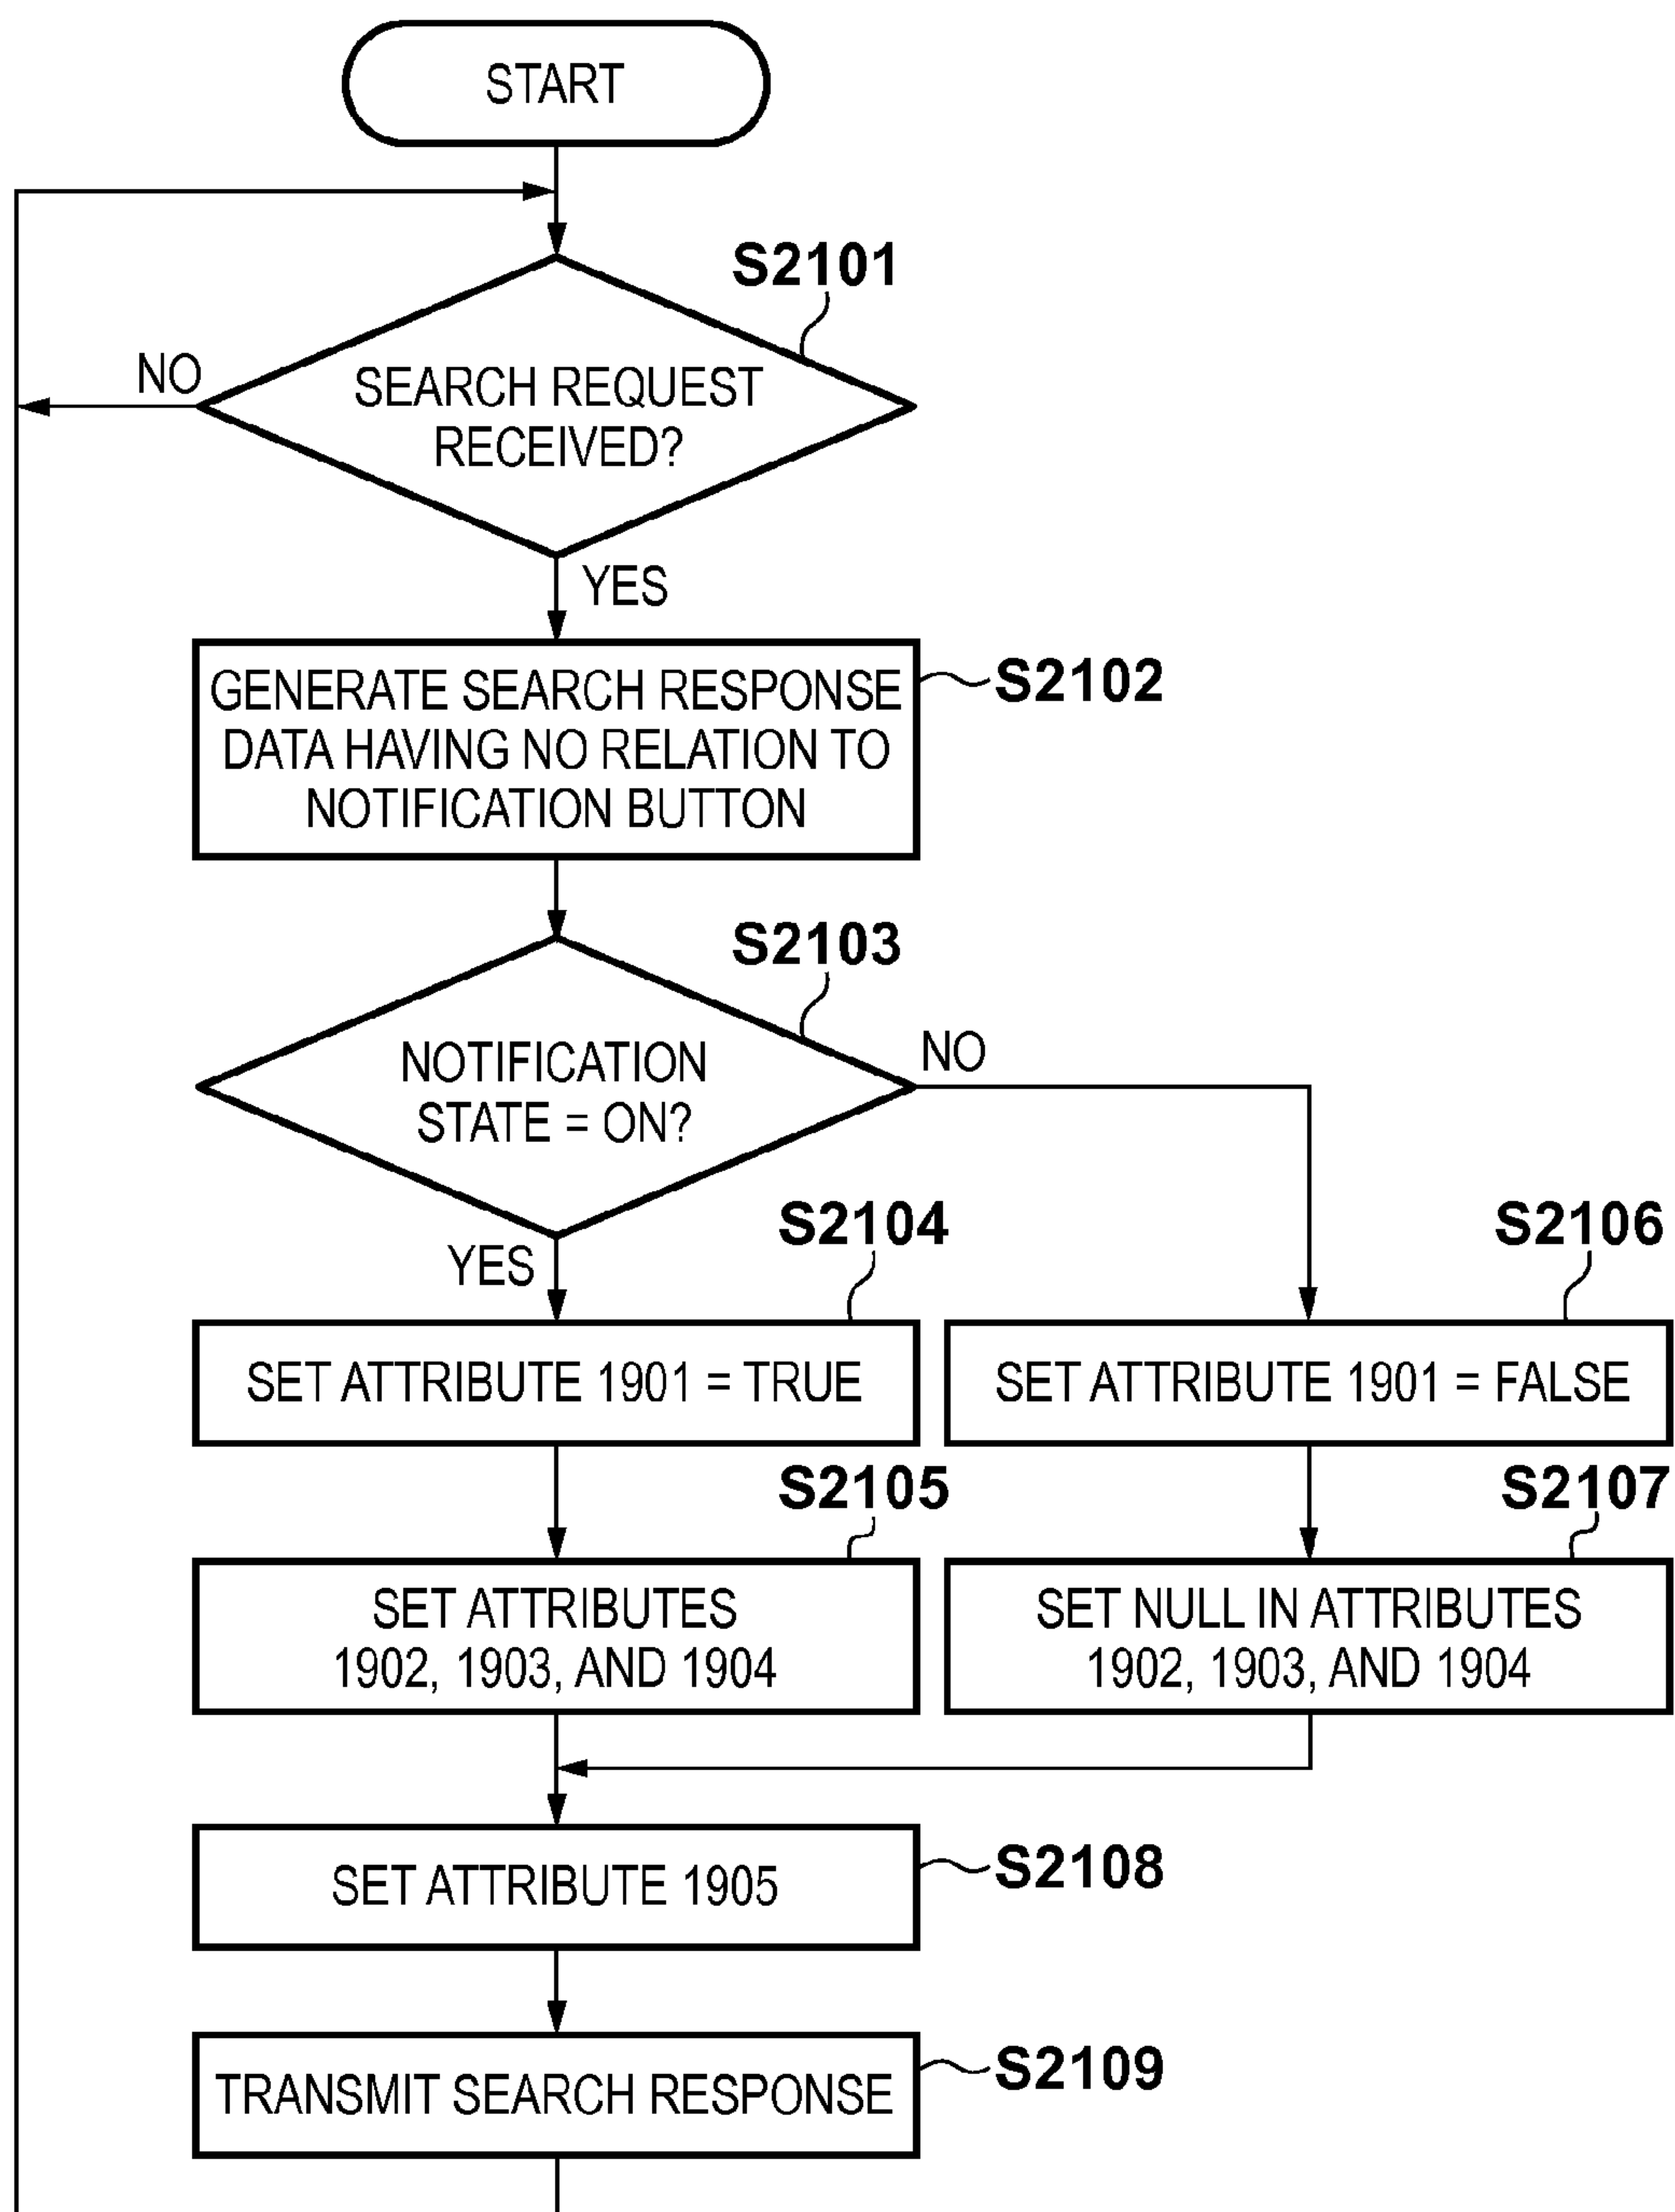 START
S2101
NO
SEARCH REQUEST
RECEIVED?
YES
GENERATE SEARCH RESPONSE
DATA HAVING NO RELATION TO
NOTIFICATION BUTTON
S2102
S2103
NOTIFICATION
STATE = ON?
NO
YES
S2104
S2106
SET ATTRIBUTE 1901 = TRUE
SET ATTRIBUTE 1901 = FALSE
S2105
S2107
SET ATTRIBUTES
1902, 1903, AND 1904
SET NULL IN ATTRIBUTES
1902, 1903, AND 1904
SET ATTRIBUTE 1905
S2108
TRANSMIT SEARCH RESPONSE
S2109